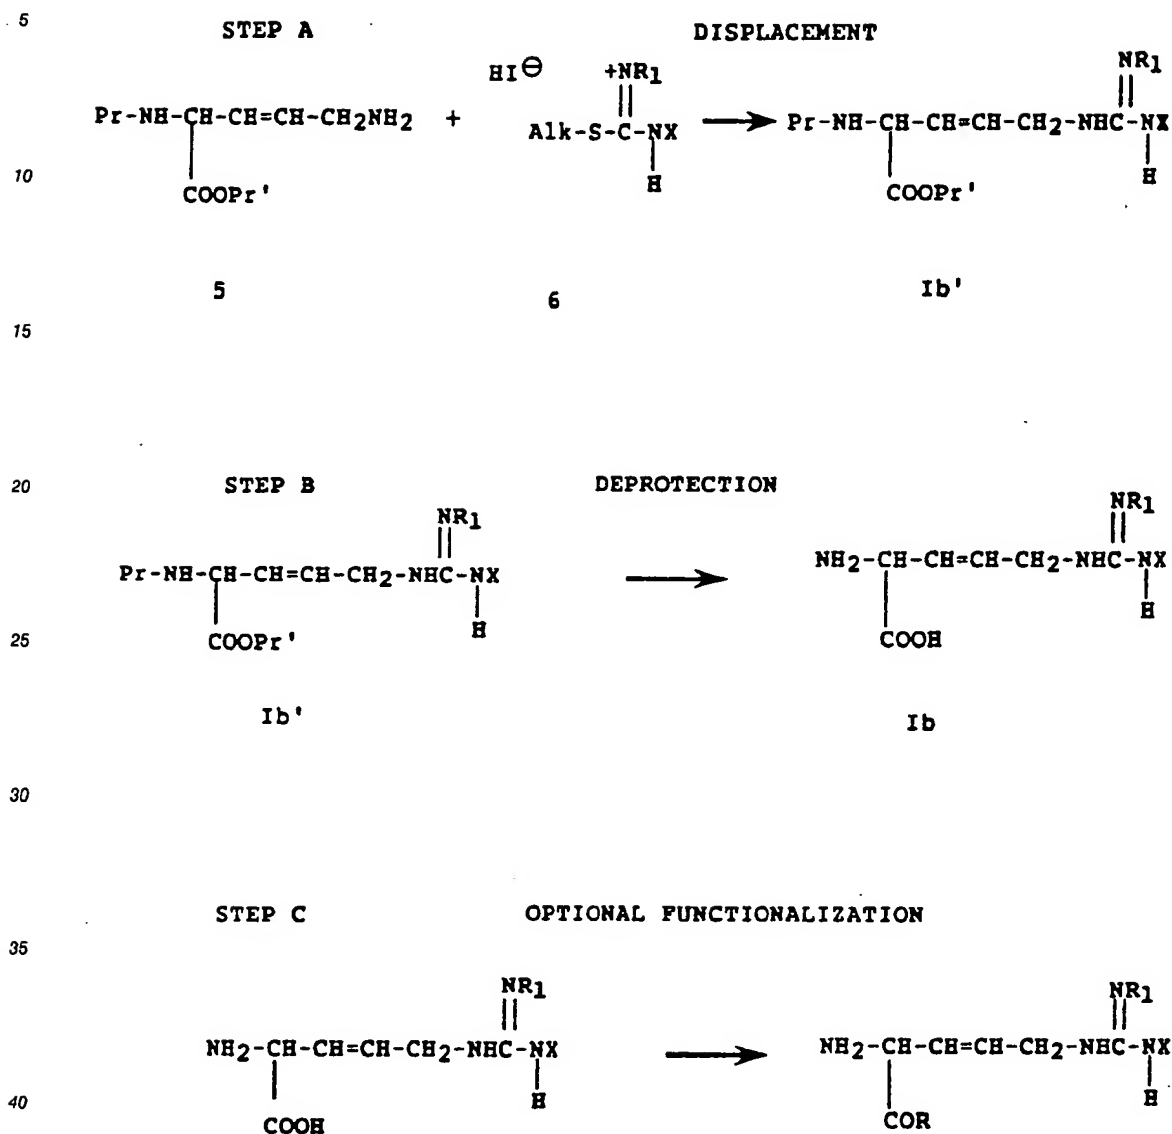 5
STEP A DISPLACEMENT
HI⊖ +NR1 NR1
Pr-NH-CH-CH=CH-CH2NH2 + Alk-S-C-NX Pr-NH-CH-CH=CH-CH2-NHC-NX
H H
10
COOPr' COOPr'
5 6 Ib'
15
20
STEP B DEPROTECTION
NR1 NR1
Pr-NH-CH-CH=CH-CH2-NHC-NX NH2-CH-CH=CH-CH2-NHC-NX
H H
25
COOPr' COOH
Ib' Ib
30
STEP C OPTIONAL FUNCTIONALIZATION
35
NR1 NR1
NH2-CH-CH=CH-CH2-NHC-NX NH2-CH-CH=CH-CH2-NHC-NX
H H
40
COOH COR